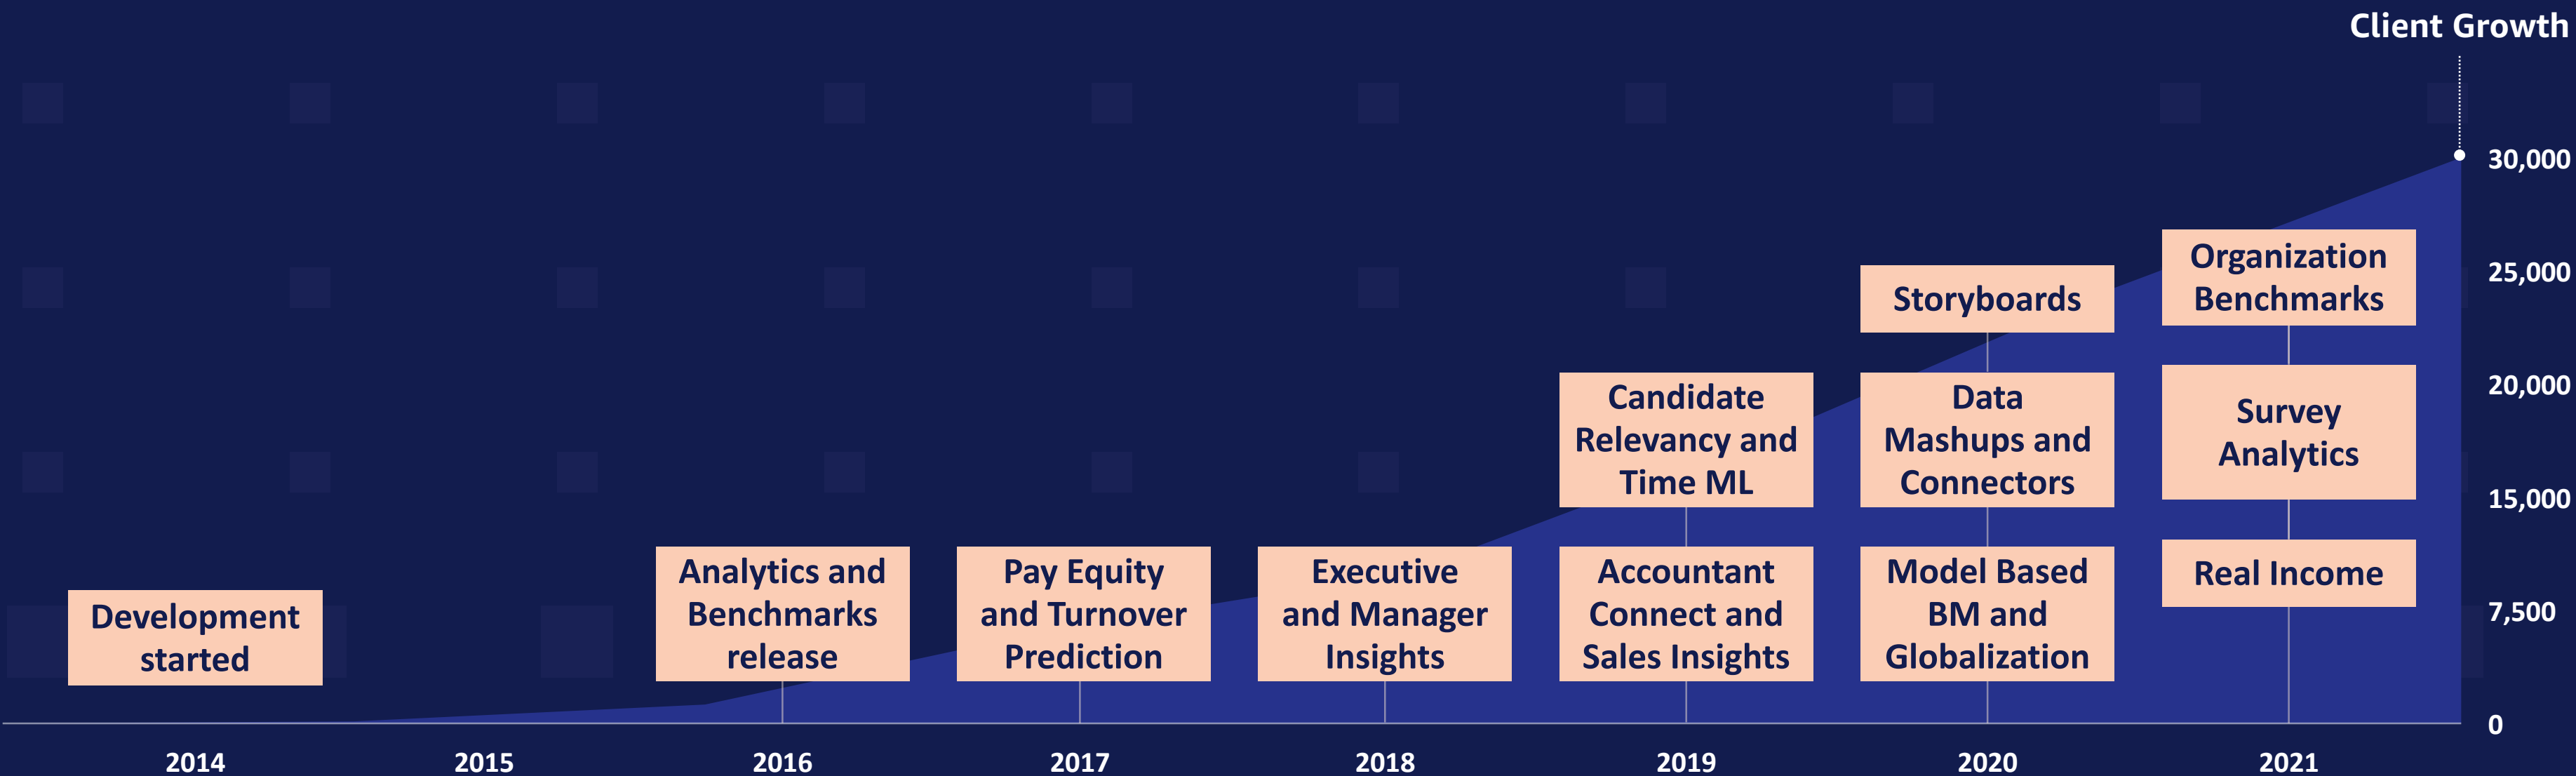 Client Growth
30,000
25,000
20,000
15,000
7,500
0
Development
started
Analytics and
Benchmarks
release
Pay Equity
and Turnover
Prediction
Executive
and Manager
Insights
Candidate
Relevancy and
Time ML
Accountant
Connect and
Sales Insights
Storyboards
Data
Mashups and
Connectors
Model Based
BM and
Globalization
Organization
Benchmarks
Survey
Analytics
Real Income
2014
2015
2016
2017
2018
2019
2020
2021